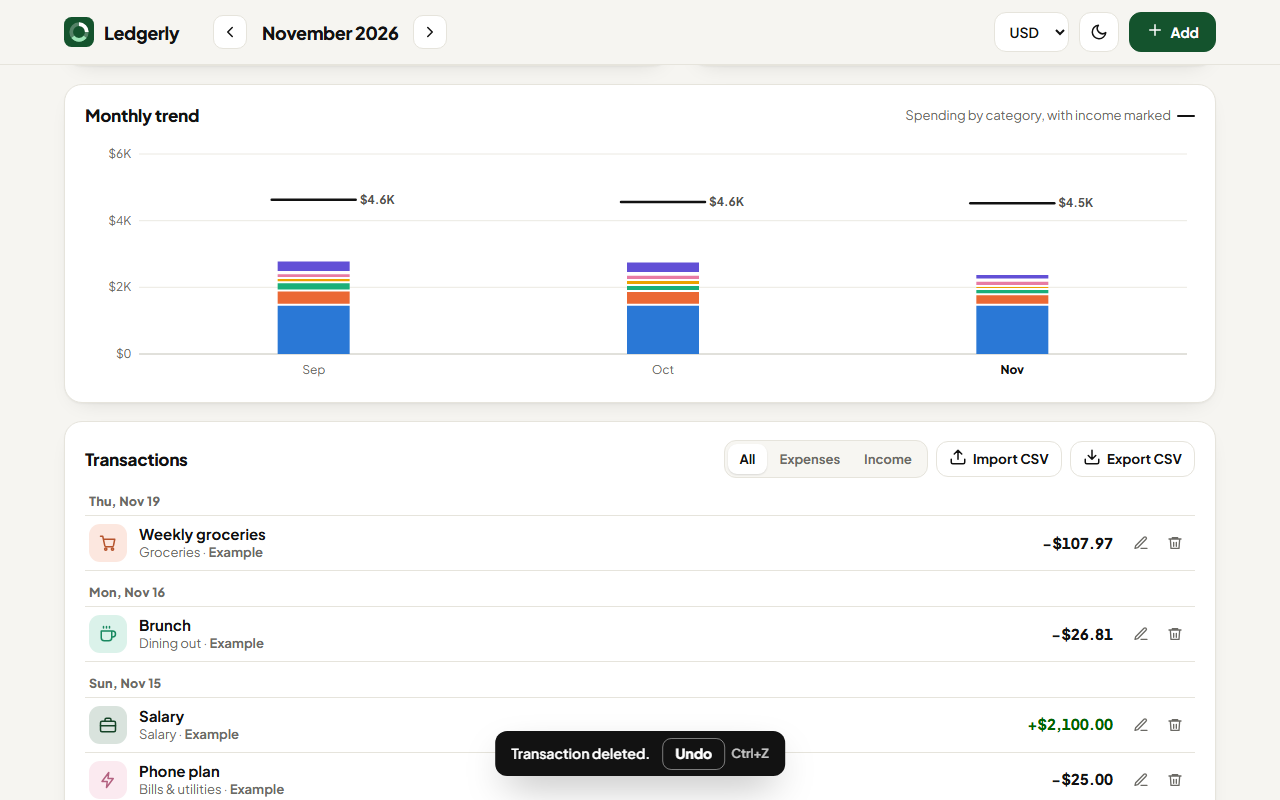 Ledgerly
November 2026
USD
Add
Monthly trend
Spending by category, with income marked
$6K
$4K
$2K
$0
$4.6K
$4.6K
$4.5K
Sep
Oct
Nov
Transactions
All
Expenses
Income
Import CSV
Export CSV
Thu, Nov 19
Weekly groceries
Groceries · Example
−$107.97
Mon, Nov 16
Brunch
Dining out · Example
−$26.81
Sun, Nov 15
Salary
Salary · Example
+$2,100.00
Phone plan
Bills & utilities · Example
−$25.00
Transaction deleted. Undo Ctrl+Z